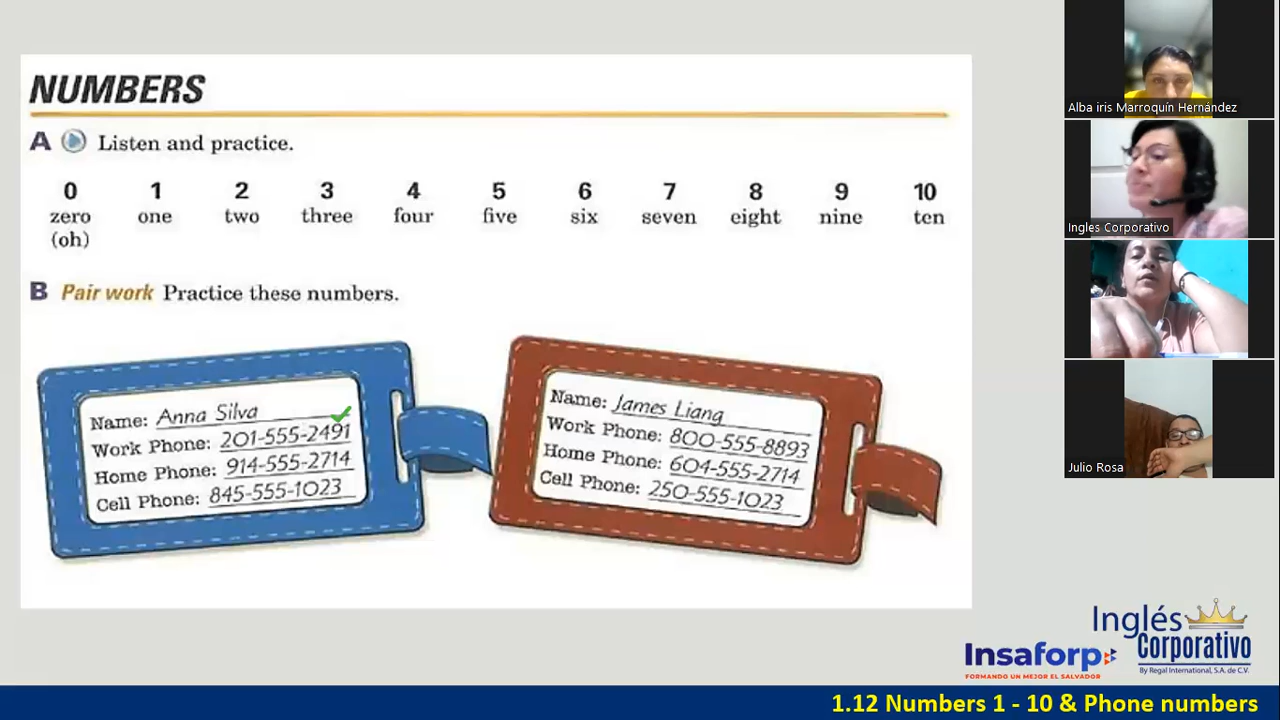 NUMBERS
A Listen and practice.
0 1 2 3 4 5 6 7 8 9 10
zero one two three four five six seven eight nine ten
(oh)
B Pair work Practice these numbers.
Name: Anna Silva
Work Phone: 201-555-2491
Home Phone: 914-555-2714
Cell Phone: 845-555-1023
Name: James Liang
Work Phone: 800-555-8893
Home Phone: 604-555-2714
Cell Phone: 250-555-1023
Alba iris Marroquín Hernández
Ingles Corporativo
Julio Rosa
Insaforp
FORMANDO UN MEJOR EL SALVADOR
Inglés
Corporativo
By Regal International, S.A. de C.V.
1.12 Numbers 1 - 10 & Phone numbers